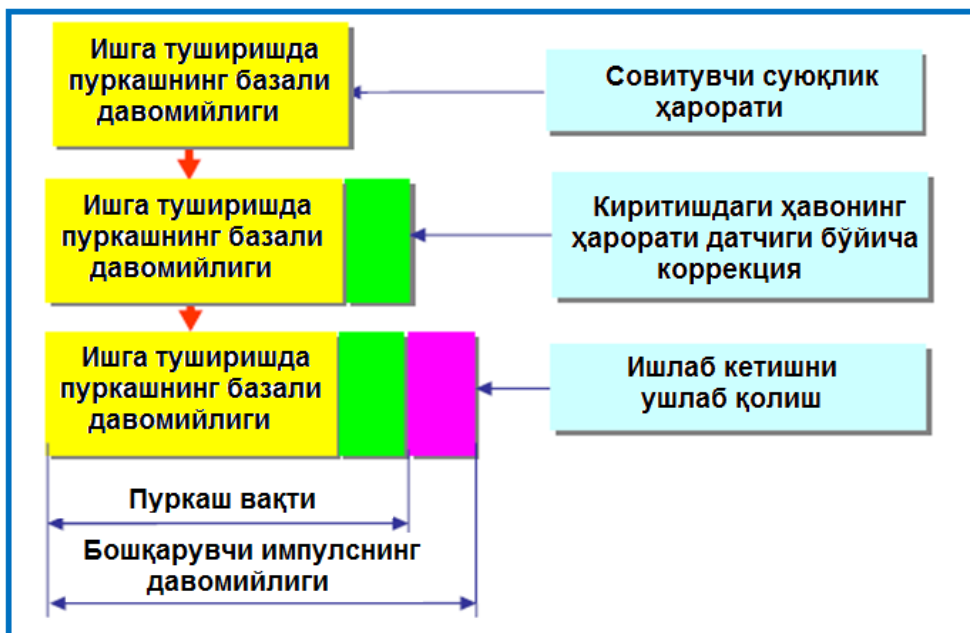 Ишга туширишда
пуркашнинг базали
давомийлиги
Совитувчи суюқлик
ҳарорати
Ишга туширишда
пуркашнинг базали
давомийлиги
Киритишдаги ҳавонинг
ҳарорати датчиги бўйича
коррекция
Ишга туширишда
пуркашнинг базали
давомийлиги
Ишлаб кетишни
ушлаб қолиш
Пуркаш вақти
Бошқарувчи импулснинг
давомийлиги